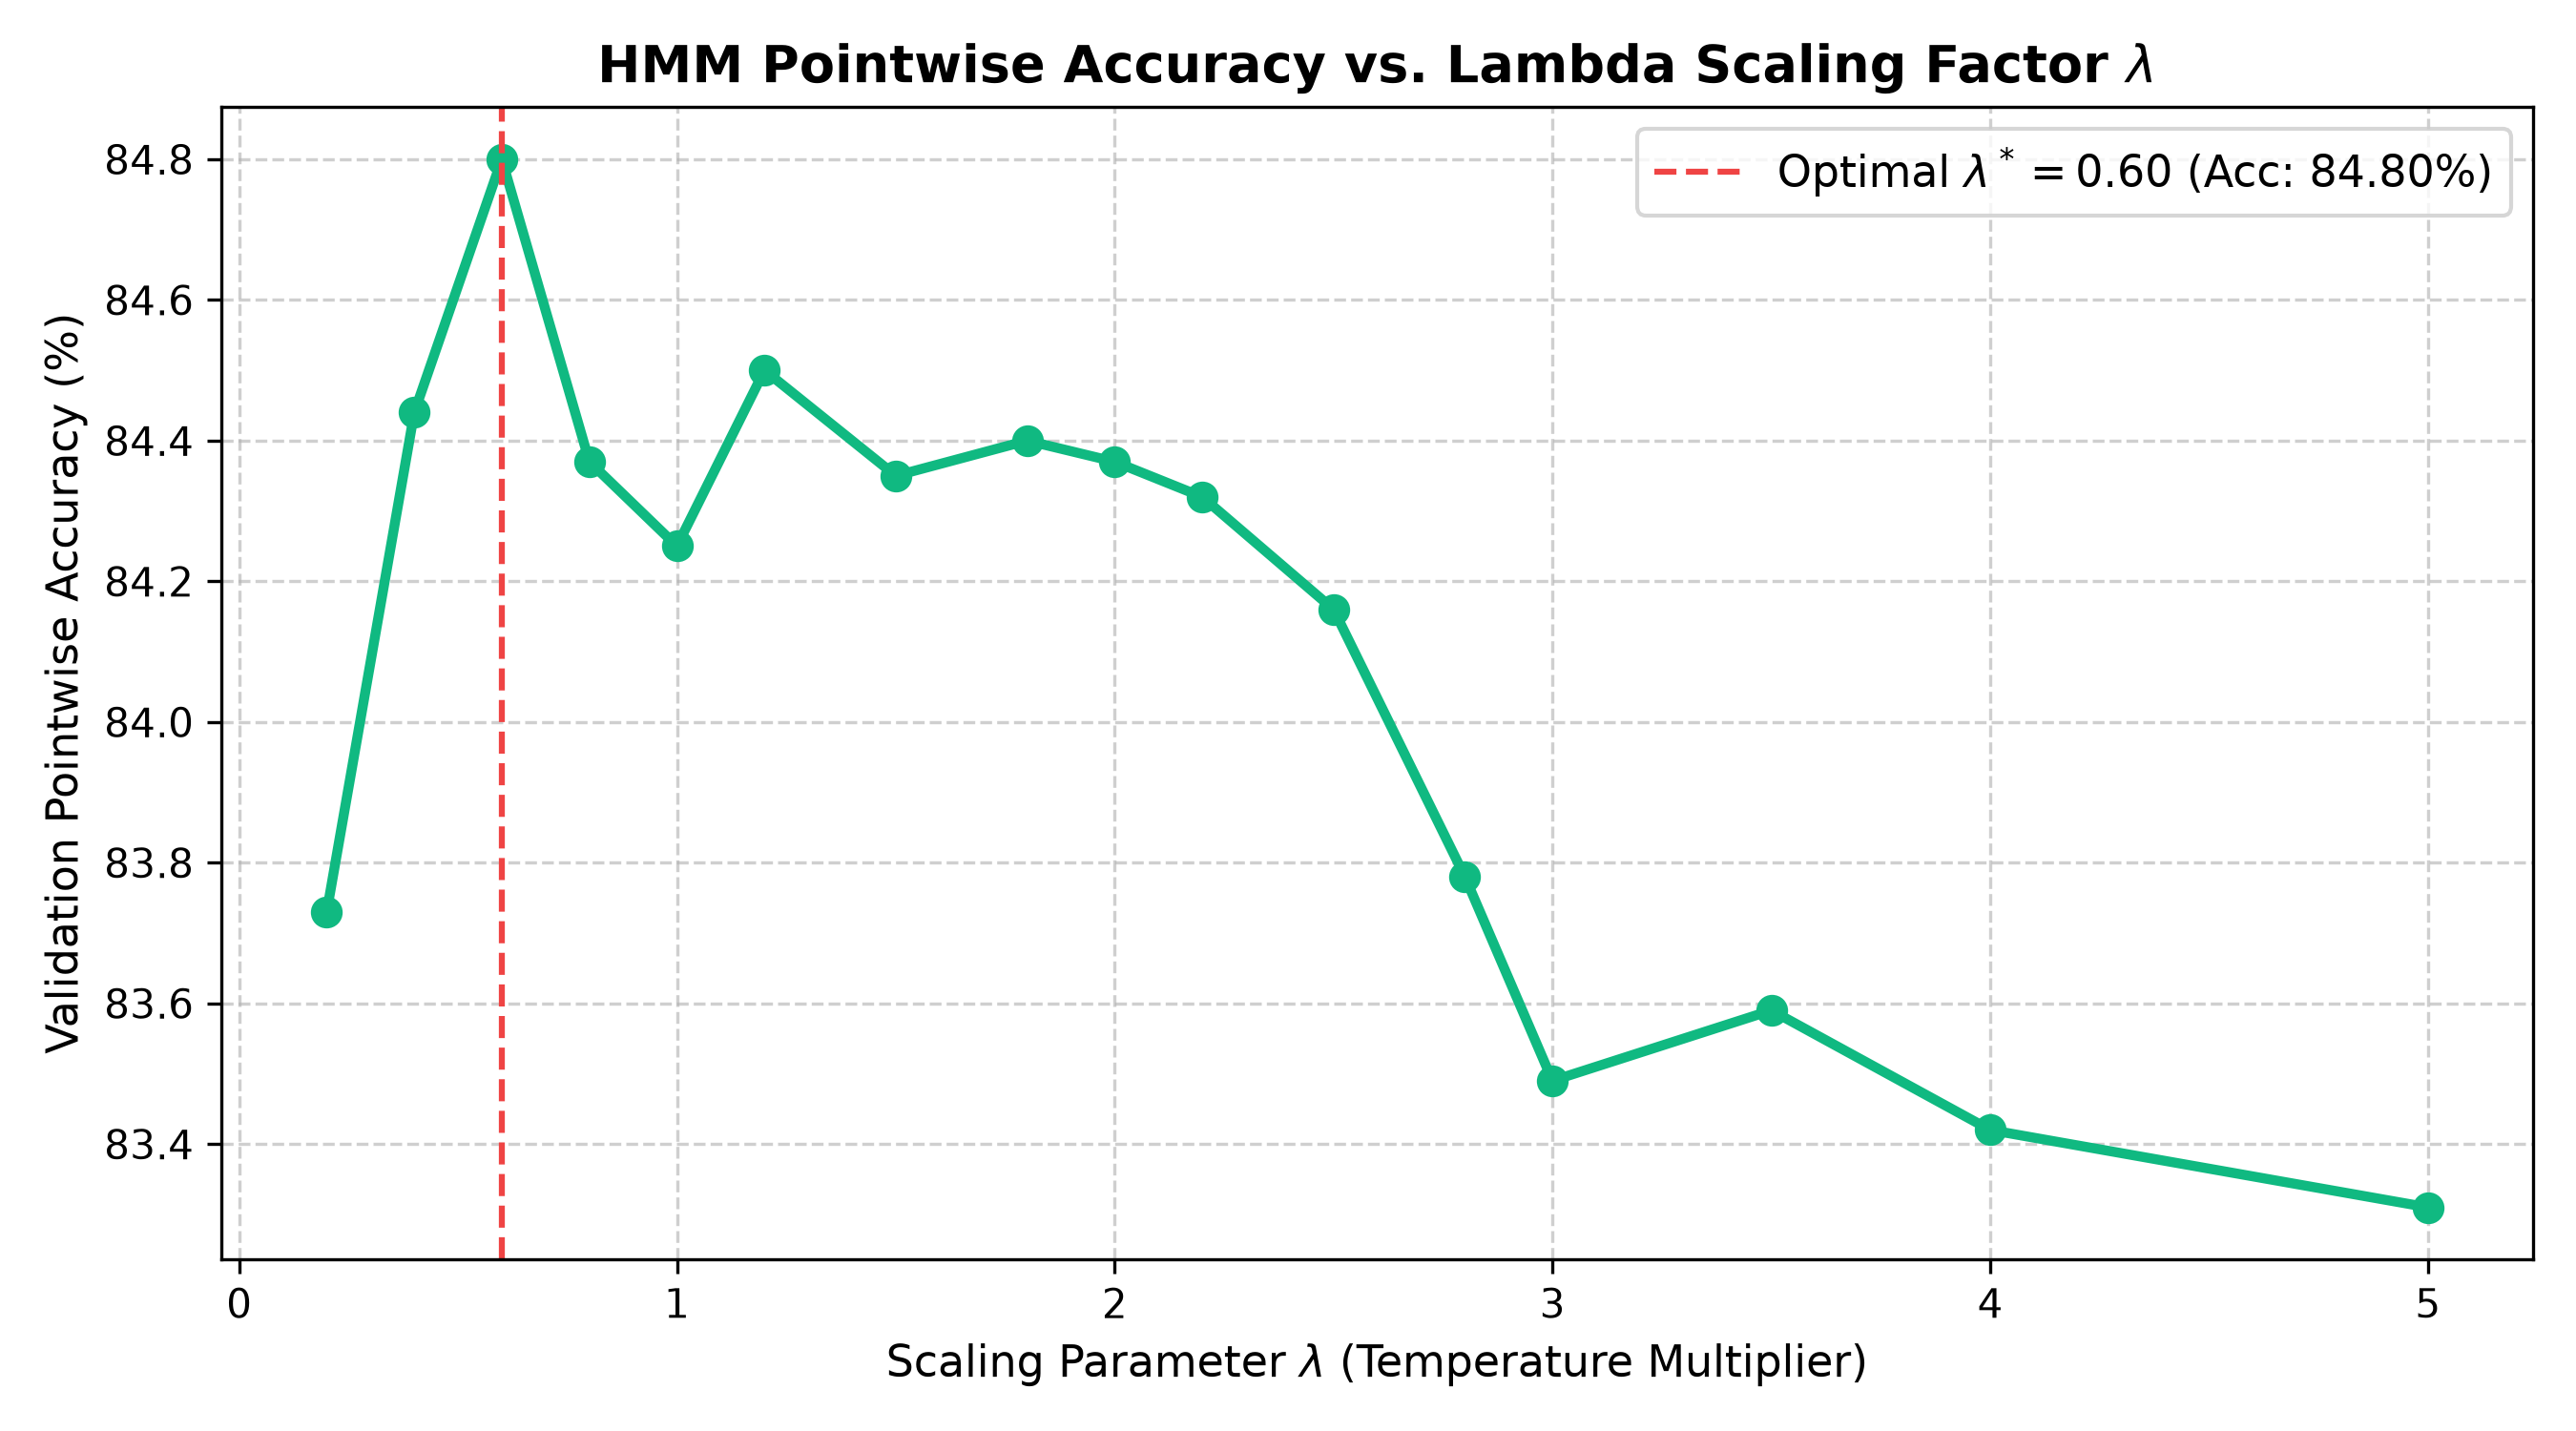 HMM Pointwise Accuracy vs. Lambda Scaling Factor λ
Optimal λ* = 0.60 (Acc: 84.80%)
Validation Pointwise Accuracy (%)
84.8
84.6
84.4
84.2
84.0
83.8
83.6
83.4
0 1 2 3 4 5
Scaling Parameter λ (Temperature Multiplier)